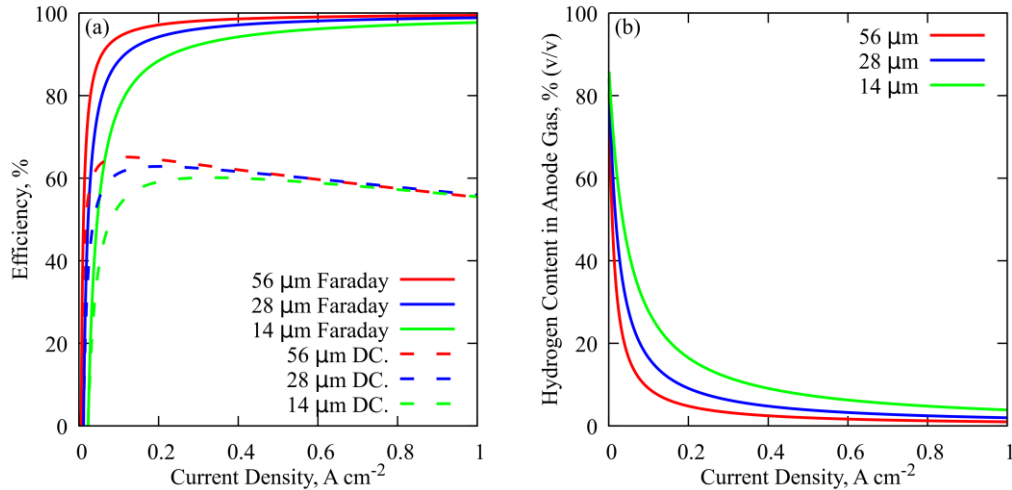 (a)
100
80
60
40
20
0
Efficiency, %
56 μm Faraday
28 μm Faraday
14 μm Faraday
56 μm DC.
28 μm DC.
14 μm DC.
0 0.2 0.4 0.6 0.8 1
Current Density, A cm-2
(b)
100
80
60
40
20
0
Hydrogen Content in Anode Gas, % (v/v)
56 μm
28 μm
14 μm
0 0.2 0.4 0.6 0.8 1
Current Density, A cm-2